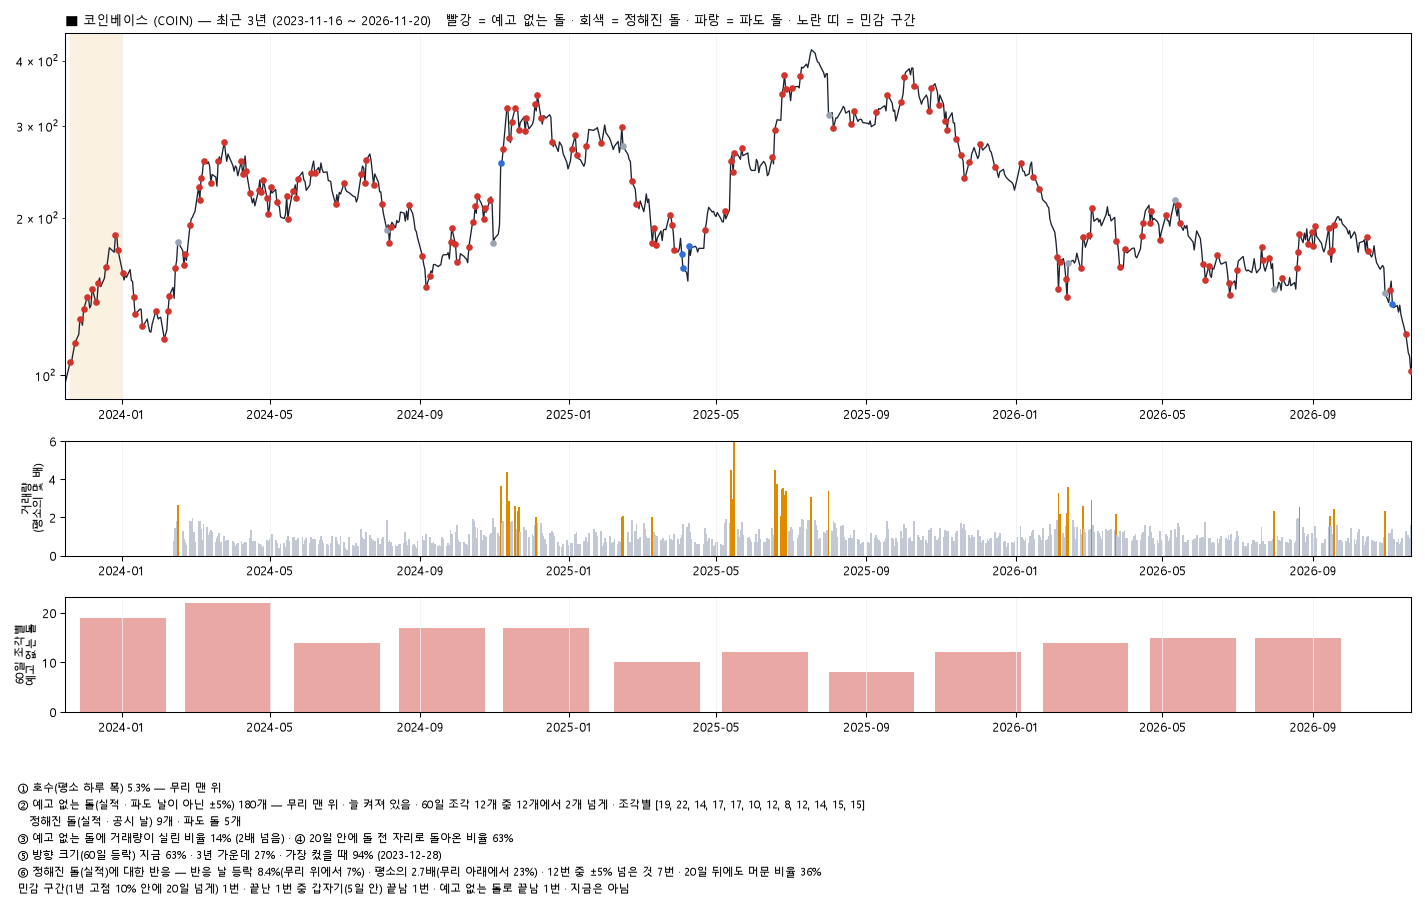 ■ 코인베이스 (COIN) — 최근 3년 (2023-11-16 ~ 2026-11-20)    빨강 = 예고 없는 돌 · 회색 = 정해진 돌 · 파랑 = 파도 돌 · 노란 띠 = 민감 구간
4 × 10²
3 × 10²
2 × 10²
10²
2024-01 2024-05 2024-09 2025-01 2025-05 2025-09 2026-01 2026-05 2026-09
거래량
(평소의 몇 배)
6
4
2
0
2024-01 2024-05 2024-09 2025-01 2025-05 2025-09 2026-01 2026-05 2026-09
60일 조각별
예고 없는 돌
20
10
0
2024-01 2024-05 2024-09 2025-01 2025-05 2025-09 2026-01 2026-05 2026-09
① 호수(평소 하루 폭) 5.3% — 무리 맨 위
② 예고 없는 돌(실적 · 파도 날이 아닌 ±5%) 180개 — 무리 맨 위 · 늘 켜져 있음 · 60일 조각 12개 중 12개에서 2개 넘게 · 조각별 [19, 22, 14, 17, 17, 10, 12, 8, 12, 14, 15, 15]
정해진 돌(실적 · 공시 날) 9개 · 파도 돌 5개
③ 예고 없는 돌에 거래량이 실린 비율 14% (2배 넘음) · ④ 20일 안에 돌 전 자리로 돌아온 비율 63%
⑤ 방향 크기(60일 등락) 지금 63% · 3년 가운데 27% · 가장 컸을 때 94% (2023-12-28)
⑥ 정해진 돌(실적)에 대한 반응 — 반응 날 등락 8.4%(무리 위에서 7%) · 평소의 2.7배(무리 아래에서 23%) · 12번 중 ±5% 넘은 것 7번 · 20일 뒤에도 머문 비율 36%
민감 구간(1년 고점 10% 안에 20일 넘게) 1번 · 끝난 1번 중 갑자기(5일 안) 끝남 1번 · 예고 없는 돌로 끝남 1번 · 지금은 아님